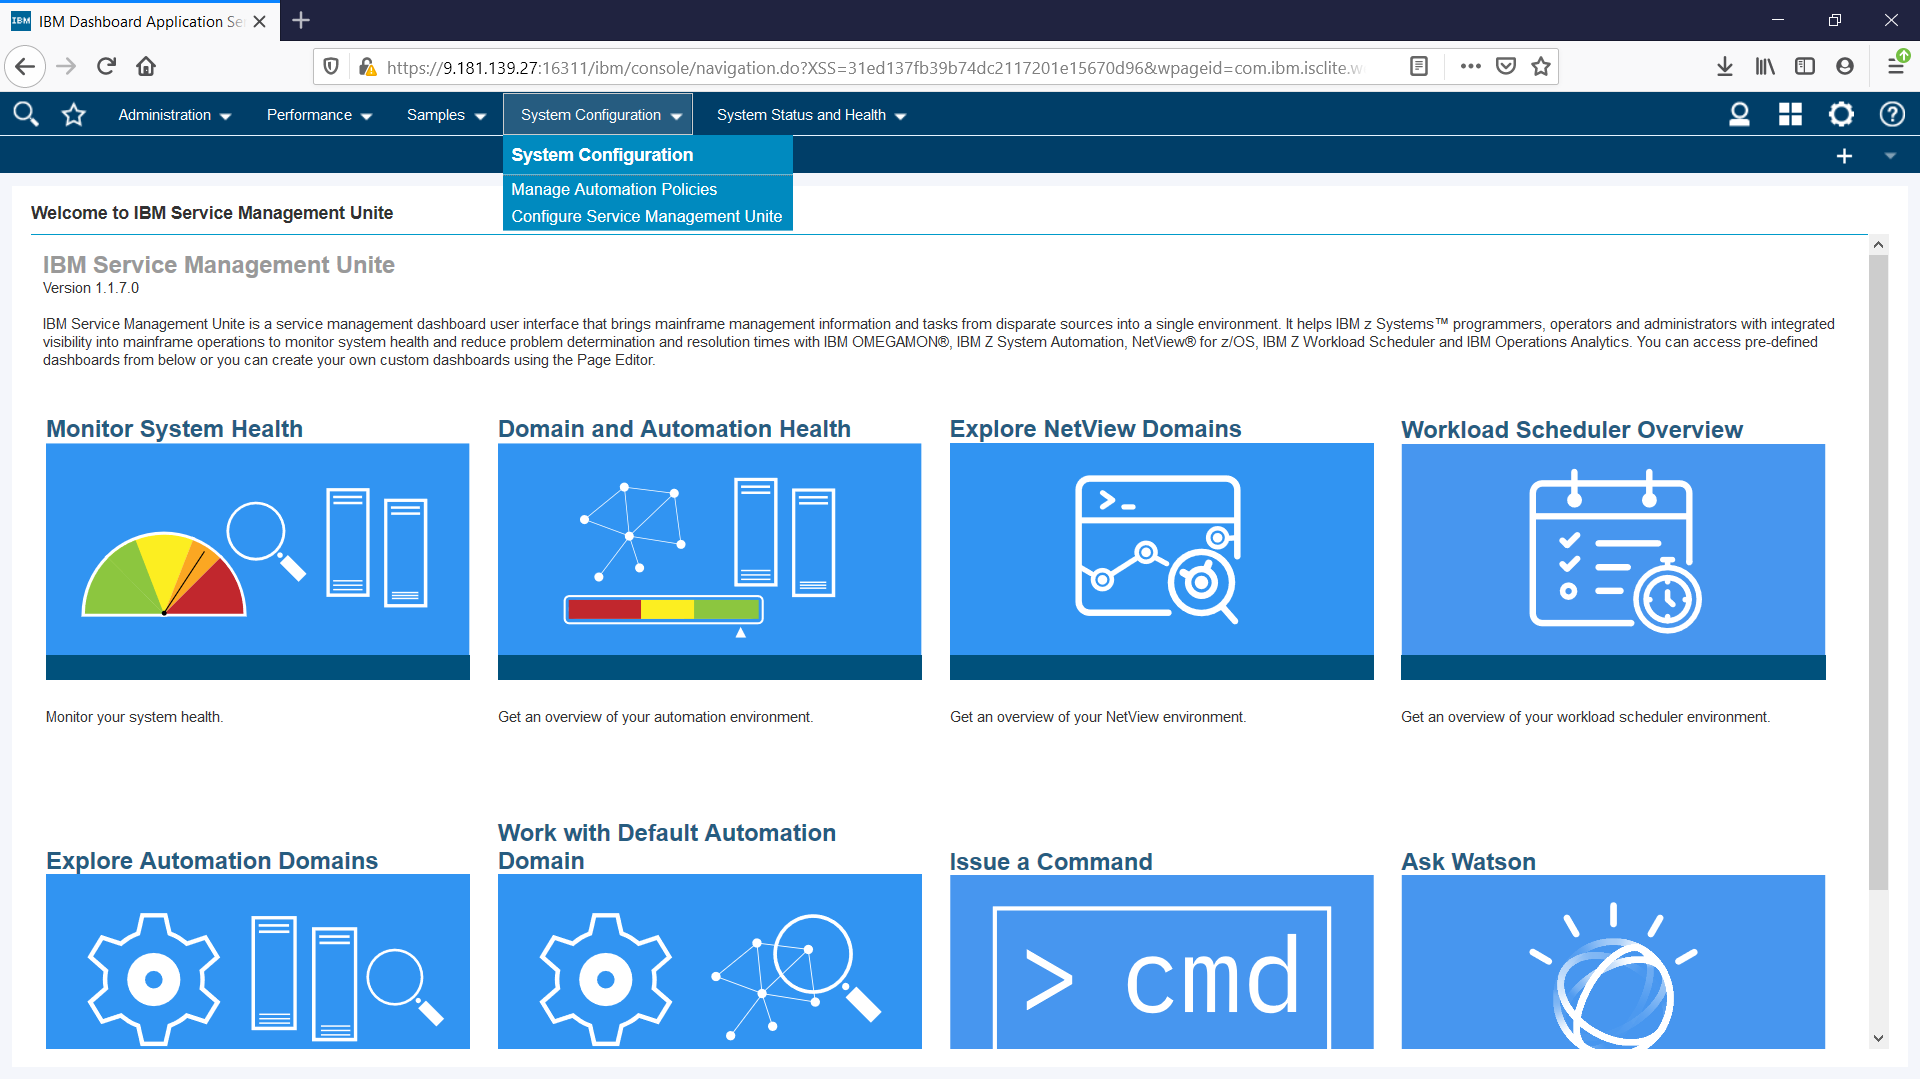 IBM
IBM Dashboard Application Se
https://9.181.139.27:16311/ibm/console/navigation.do?XSS=31ed137fb39b74dc2117201e15670d96&wpageid=com.ibm.isclite.w
Administration
Performance
Samples
System Configuration
System Status and Health
System Configuration
Manage Automation Policies
Configure Service Management Unite
Welcome to IBM Service Management Unite
IBM Service Management Unite
Version 1.1.7.0
IBM Service Management Unite is a service management dashboard user interface that brings mainframe management information and tasks from disparate sources into a single environment. It helps IBM z Systems™ programmers, operators and administrators with integrated
visibility into mainframe operations to monitor system health and reduce problem determination and resolution times with IBM OMEGAMON®, IBM Z System Automation, NetView® for z/OS, IBM Z Workload Scheduler and IBM Operations Analytics. You can access pre-defined
dashboards from below or you can create your own custom dashboards using the Page Editor.
Monitor System Health
Domain and Automation Health
Explore NetView Domains
Workload Scheduler Overview
Monitor your system health.
Get an overview of your automation environment.
Get an overview of your NetView environment.
Get an overview of your workload scheduler environment.
Explore Automation Domains
Work with Default Automation
Domain
Issue a Command
Ask Watson
> cmd